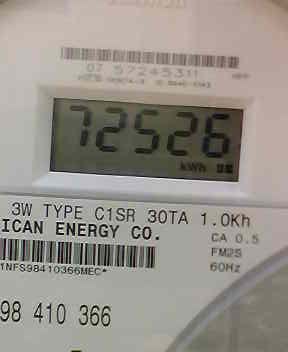 07 57245311
72526
kWh
3W TYPE C1SR 30TA 1.0Kh
ICAN ENERGY CO.
CA 0.5
FM2S
60Hz
1NFS98410366MEC*
98 410 366